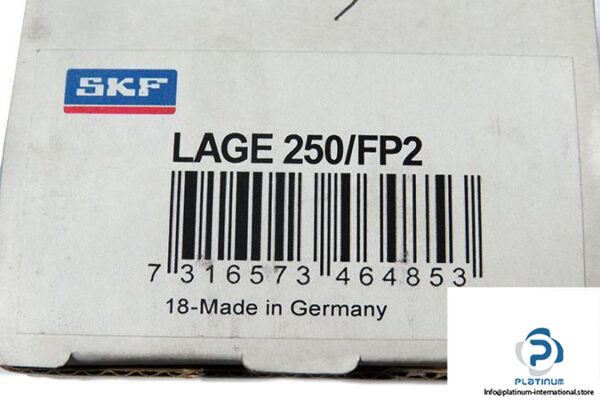 SKF
LAGE 250/FP2
7 316573 464853
18-Made in Germany
PLATINUM
Info@platinum-international.store